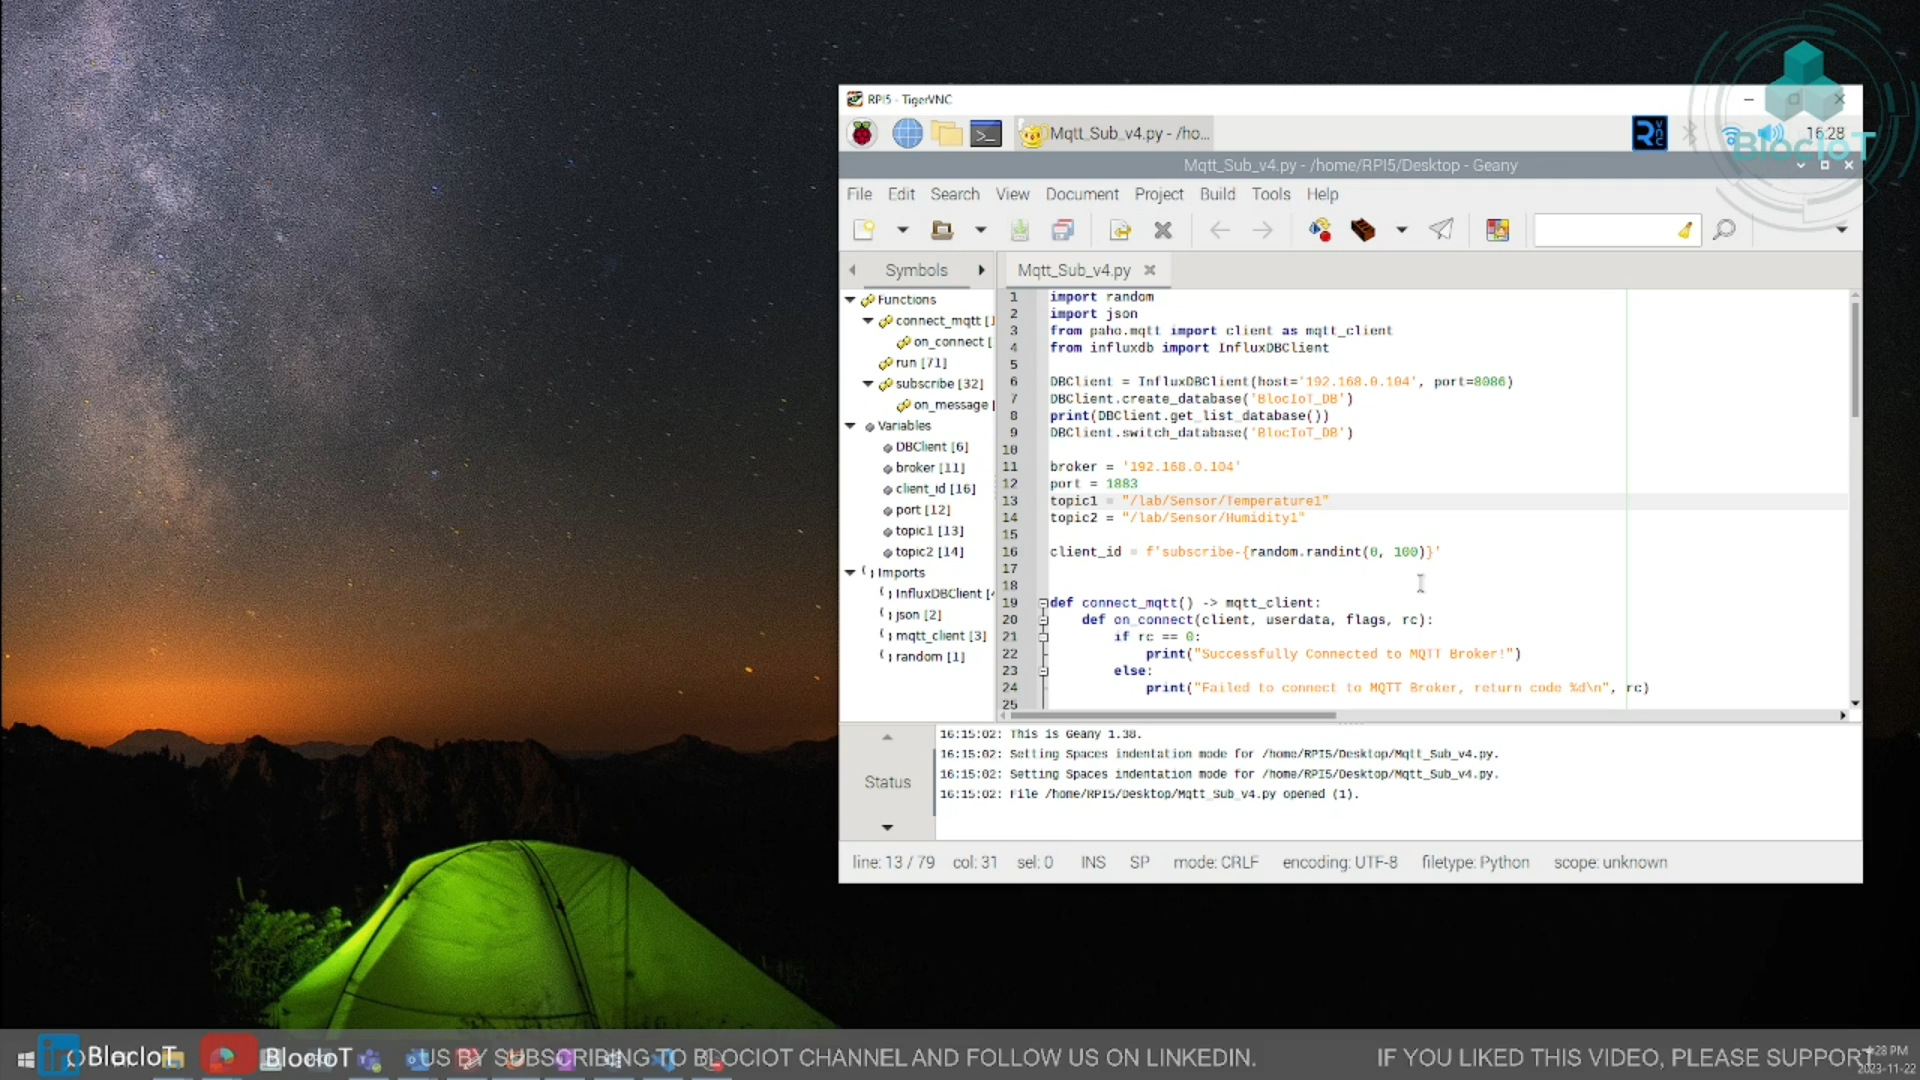 BlocIoT
RPI5 - TigerVNC
Mqtt_Sub_v4.py - /ho...
16:28
Mqtt_Sub_v4.py - /home/RPI5/Desktop - Geany
File Edit Search View Document Project Build Tools Help
Symbols
Mqtt_Sub_v4.py
Functions
connect_mqtt [
on_connect [
run [71]
subscribe [32]
on_message [
Variables
DBClient [6]
broker [11]
client_id [16]
port [12]
topic1 [13]
topic2 [14]
Imports
InfluxDBClient [
json [2]
mqtt_client [3]
random [1]
1 import random
2 import json
3 from paho.mqtt import client as mqtt_client
4 from influxdb import InfluxDBClient
5
6 DBClient = InfluxDBClient(host='192.168.0.104', port=8086)
7 DBClient.create_database('BlocIoT_DB')
8 print(DBClient.get_list_database())
9 DBClient.switch_database('BlocIoT_DB')
10
11 broker = '192.168.0.104'
12 port = 1883
13 topic1 = "/lab/Sensor/Temperature1"
14 topic2 = "/lab/Sensor/Humidity1"
15
16 client_id = f'subscribe-{random.randint(0, 100)}'
17
18
19 def connect_mqtt() -> mqtt_client:
20 def on_connect(client, userdata, flags, rc):
21 if rc == 0:
22 print("Successfully Connected to MQTT Broker!")
23 else:
24 print("Failed to connect to MQTT Broker, return code %d\n", rc)
25
Status
16:15:02: This is Geany 1.38.
16:15:02: Setting Spaces indentation mode for /home/RPI5/Desktop/Mqtt_Sub_v4.py.
16:15:02: Setting Spaces indentation mode for /home/RPI5/Desktop/Mqtt_Sub_v4.py.
16:15:02: File /home/RPI5/Desktop/Mqtt_Sub_v4.py opened (1).
line: 13 / 79 col: 31 sel: 0 INS SP mode: CRLF encoding: UTF-8 filetype: Python scope: unknown
BlocIoT BlocIoT US BY SUBSCRIBING TO BLOCIOT CHANNEL AND FOLLOW US ON LINKEDIN. IF YOU LIKED THIS VIDEO, PLEASE SUPPORT
:28 PM
2023-11-22